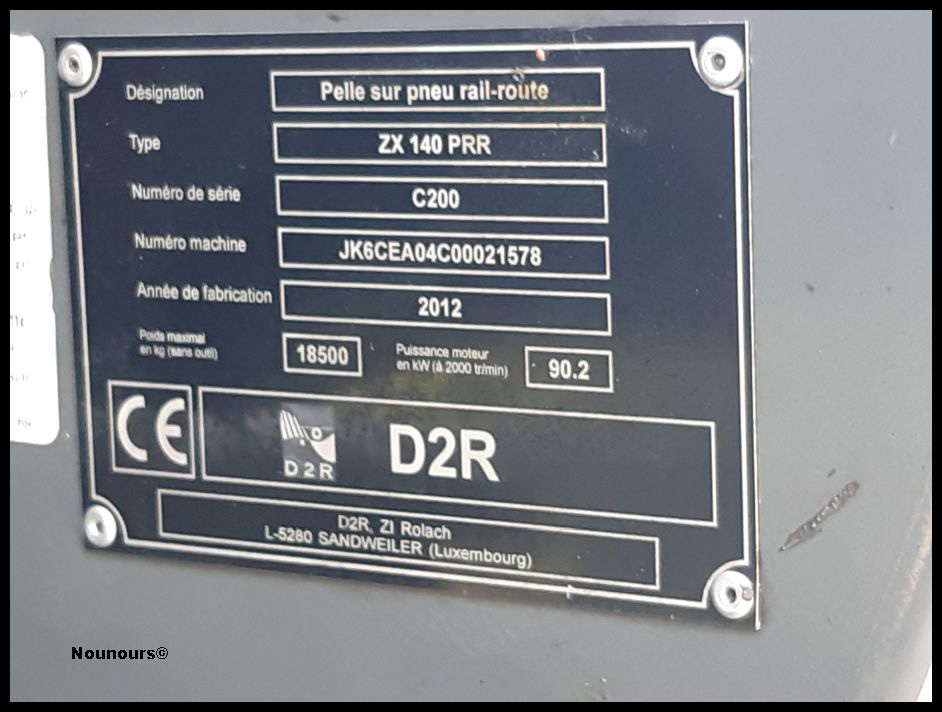 Désignation Pelle sur pneu rail-route
Type ZX 140 PRR
Numéro de série C200
Numéro machine JK6CEA04C00021578
Année de fabrication 2012
Poids maximal
en kg (sans outil) 18500
Puissance moteur
en kW (à 2000 tr/min) 90.2
CE
D2R
D2R
D2R, ZI Rolach
L-5280 SANDWEILER (Luxembourg)
Nounours©